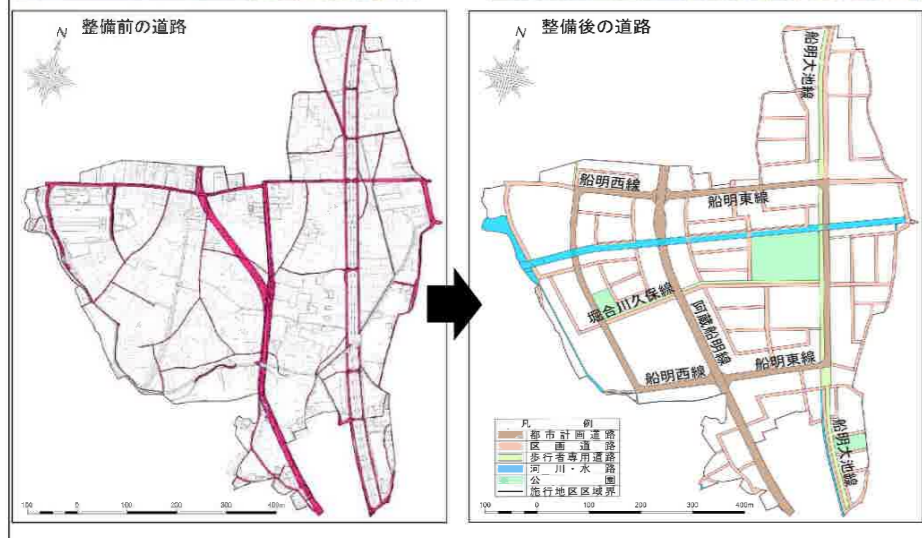 整備前の道路
N
100 0 100 200 300 400m
整備後の道路
N
船明大池線
船明西線
船明東線
堀合川久保線
阿蔵船明線
船明西線
船明東線
船明大池線
凡 例
都市計画道路
区画道路
歩行者専用道路
河川・水路
公園
施行地区区域界
100 0 100 200 300 400m